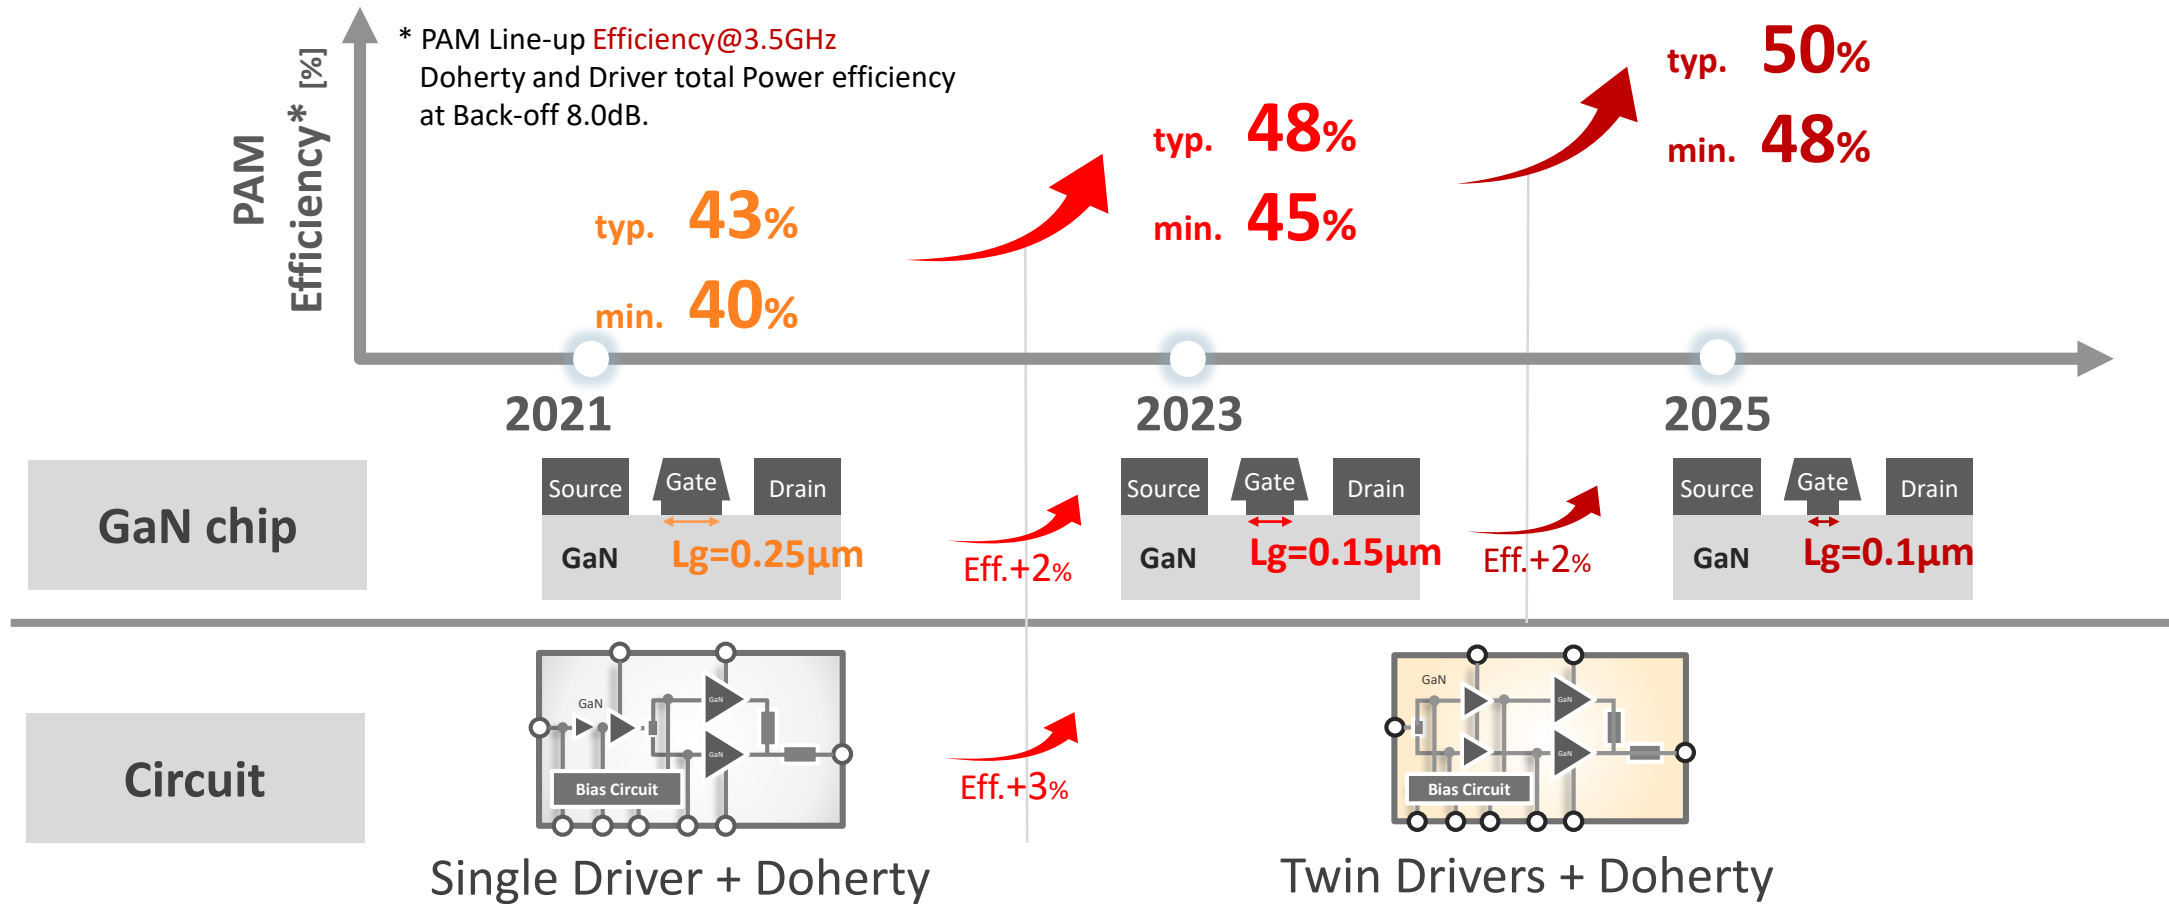 PAM
Efficiency* [%]
* PAM Line-up Efficiency@3.5GHz
Doherty and Driver total Power efficiency
at Back-off 8.0dB.
typ. 43%
min. 40%
typ. 48%
min. 45%
typ. 50%
min. 48%
2021
2023
2025
GaN chip
Source
Gate
Drain
GaN
Lg=0.25μm
Eff.+2%
Source
Gate
Drain
GaN
Lg=0.15μm
Eff.+2%
Source
Gate
Drain
GaN
Lg=0.1μm
Circuit
GaN
GaN
GaN
Bias Circuit
Single Driver + Doherty
Eff.+3%
GaN
GaN
GaN
Bias Circuit
Twin Drivers + Doherty